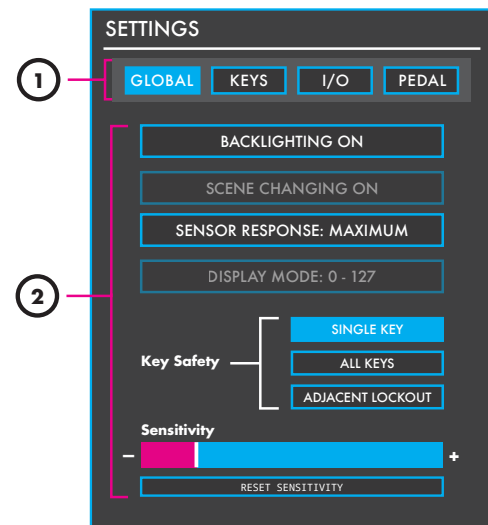 SETTINGS
1
GLOBAL KEYS I/O PEDAL
BACKLIGHTING ON
SCENE CHANGING ON
SENSOR RESPONSE: MAXIMUM
DISPLAY MODE: 0 - 127
2
SINGLE KEY
Key Safety
ALL KEYS
ADJACENT LOCKOUT
Sensitivity
– +
RESET SENSITIVITY